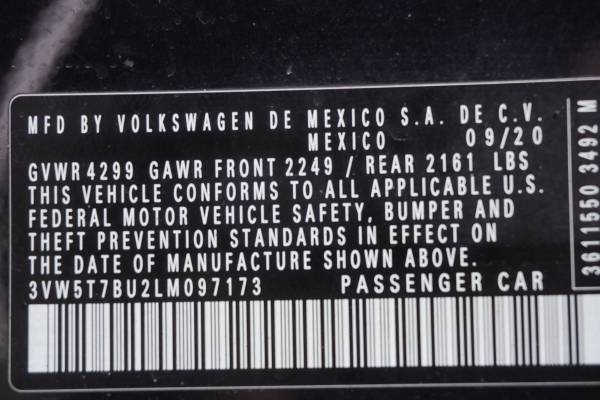 MFD BY VOLKSWAGEN DE MEXICO S.A. DE C.V.
MEXICO 09/20
GVWR 4299 GAWR FRONT 2249 / REAR 2161 LBS
THIS VEHICLE CONFORMS TO ALL APPLICABLE U.S.
FEDERAL MOTOR VEHICLE SAFETY, BUMPER AND
THEFT PREVENTION STANDARDS IN EFFECT ON
THE DATE OF MANUFACTURE SHOWN ABOVE.
3VW5T7BU2LM097173 PASSENGER CAR
3611550 3492 M